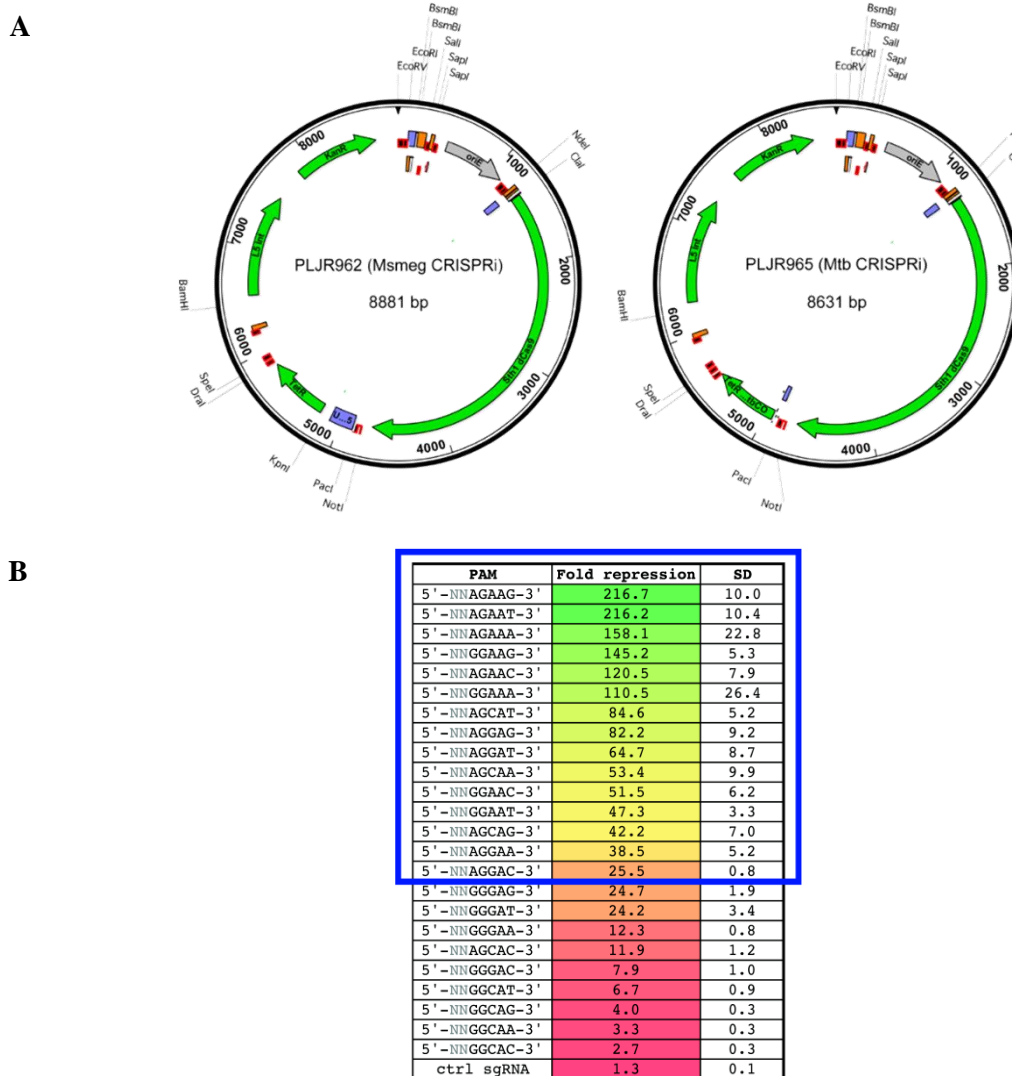 A
BsmBI
BsmBI
SalI
SapI
SapI
EcoRI
EcoRV
NdeI
ClaI
8000
KanR
oriE
1000
7000
L5 Int
2000
PLJR962 (Msmeg CRISPRi)
8881 bp
BamHI
6000
Sth1 dCas9
3000
SpeI
DraI
TetR
U...5
5000
4000
KpnI
PacI
NotI
BsmBI
BsmBI
SalI
SapI
SapI
EcoRI
EcoRV
8000
KanR
oriE
1000
7000
L5 Int
2000
PLJR965 (Mtb CRISPRi)
8631 bp
BamHI
6000
Sth1 dCas9
3000
SpeI
DraI
5000
4000
PacI
NotI
B
PAM Fold repression SD
5'-NNAGAAG-3' 216.7 10.0
5'-NNAGAAT-3' 216.2 10.4
5'-NNAGAAA-3' 158.1 22.8
5'-NNGGAAG-3' 145.2 5.3
5'-NNAGAAC-3' 120.5 7.9
5'-NNGGAAA-3' 110.5 26.4
5'-NNAGCAT-3' 84.6 5.2
5'-NNAGGAG-3' 82.2 9.2
5'-NNAGGAT-3' 64.7 8.7
5'-NNAGCAA-3' 53.4 9.9
5'-NNGGAAC-3' 51.5 6.2
5'-NNGGAAT-3' 47.3 3.3
5'-NNAGCAG-3' 42.2 7.0
5'-NNAGGAA-3' 38.5 5.2
5'-NNAGGAC-3' 25.5 0.8
5'-NNGGGAG-3' 24.7 1.9
5'-NNGGGAT-3' 24.2 3.4
5'-NNGGGAA-3' 12.3 0.8
5'-NNAGCAC-3' 11.9 1.2
5'-NNGGGAC-3' 7.9 1.0
5'-NNGGCAT-3' 6.7 0.9
5'-NNGGCAG-3' 4.0 0.3
5'-NNGGCAA-3' 3.3 0.3
5'-NNGGCAC-3' 2.7 0.3
ctrl sgRNA 1.3 0.1